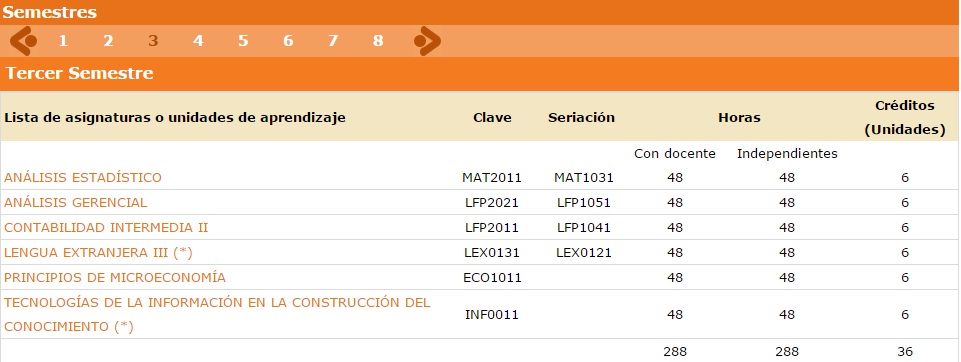 Semestres
1 2 3 4 5 6 7 8
Tercer Semestre
Lista de asignaturas o unidades de aprendizaje Clave Seriación Horas Créditos (Unidades)
Con docente Independientes
ANÁLISIS ESTADÍSTICO MAT2011 MAT1031 48 48 6
ANÁLISIS GERENCIAL LFP2021 LFP1051 48 48 6
CONTABILIDAD INTERMEDIA II LFP2011 LFP1041 48 48 6
LENGUA EXTRANJERA III (*) LEX0131 LEX0121 48 48 6
PRINCIPIOS DE MICROECONOMÍA ECO1011 48 48 6
TECNOLOGÍAS DE LA INFORMACIÓN EN LA CONSTRUCCIÓN DEL
CONOCIMIENTO (*) INF0011 48 48 6
288 288 36